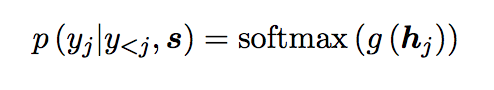 p (y_j|y_{<j}, s) = softmax (g (h_j))